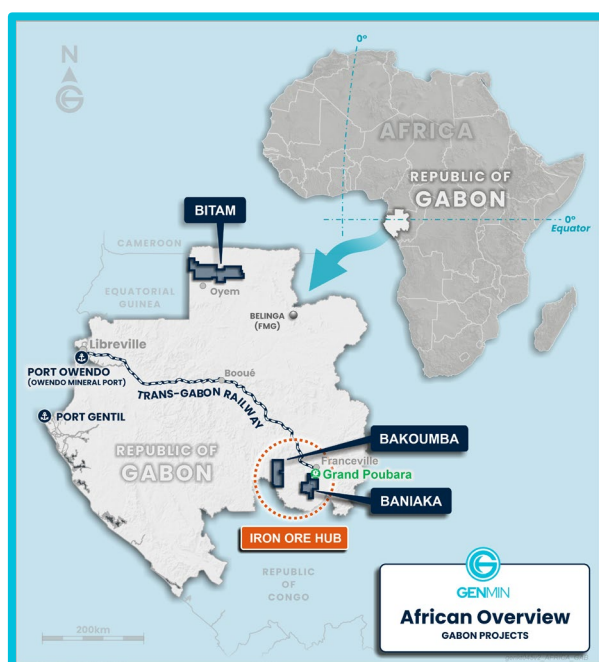 N
G
0°
AFRICA
REPUBLIC OF
GABON
0°
Equator
BITAM
CAMEROON
EQUATORIAL
GUINEA
Oyem
BELINGA
(FMG)
Libreville
PORT OWENDO
(OWENDO MINERAL PORT)
Booué
TRANS-GABON RAILWAY
PORT GENTIL
REPUBLIC OF
GABON
BAKOUMBA
Franceville
Grand Poubara
BANIAKA
IRON ORE HUB
REPUBLIC
OF
CONGO
200km
G
GENMIN
African Overview
GABON PROJECTS